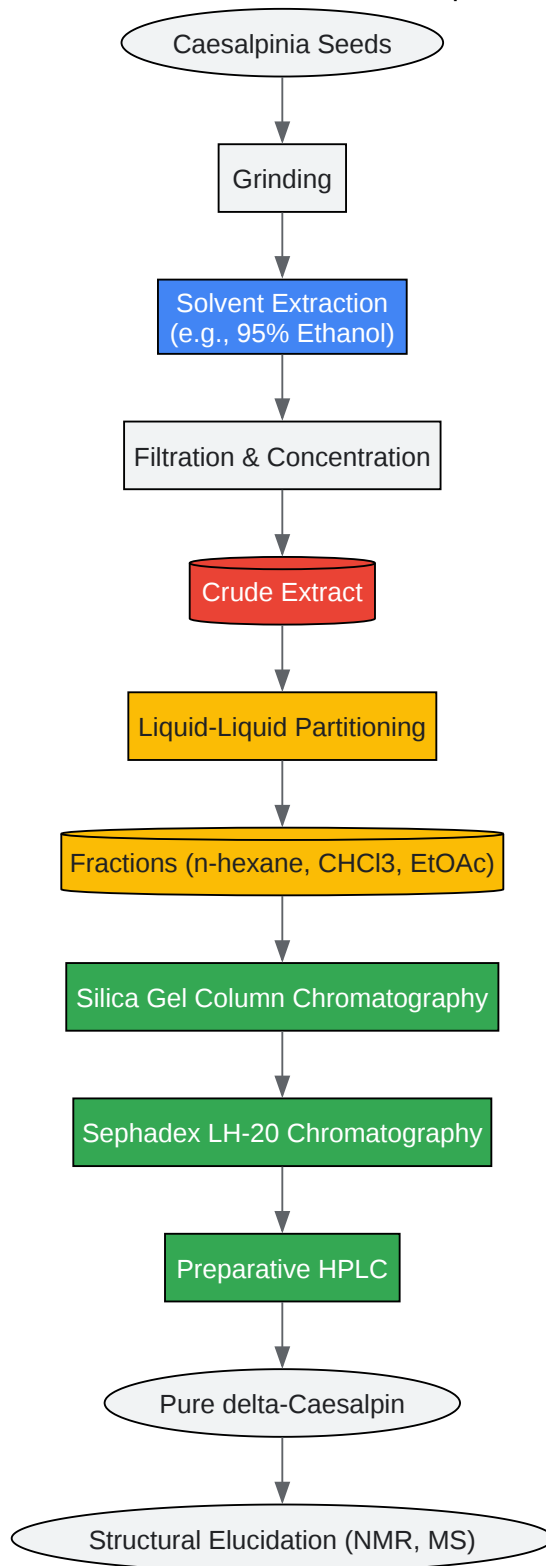 Caesalpinia Seeds
Grinding
Solvent Extraction
(e.g., 95% Ethanol)
Filtration & Concentration
Crude Extract
Liquid-Liquid Partitioning
Fractions (n-hexane, CHCl3, EtOAc)
Silica Gel Column Chromatography
Sephadex LH-20 Chromatography
Preparative HPLC
Pure delta-Caesalpin
Structural Elucidation (NMR, MS)